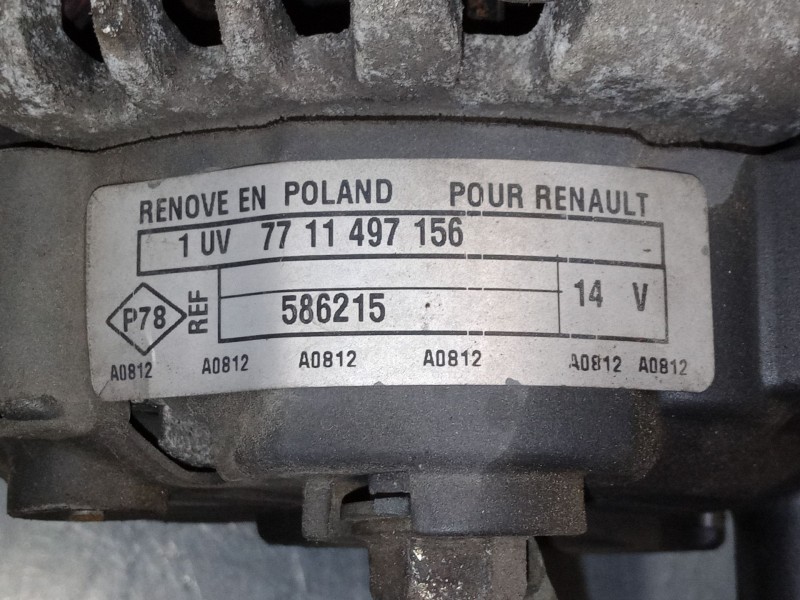 RENOVE EN POLAND POUR RENAULT
1 UV 77 11 497 156
P78 REF 586215 14 V
A0812 A0812 A0812 A0812 A0812 A0812